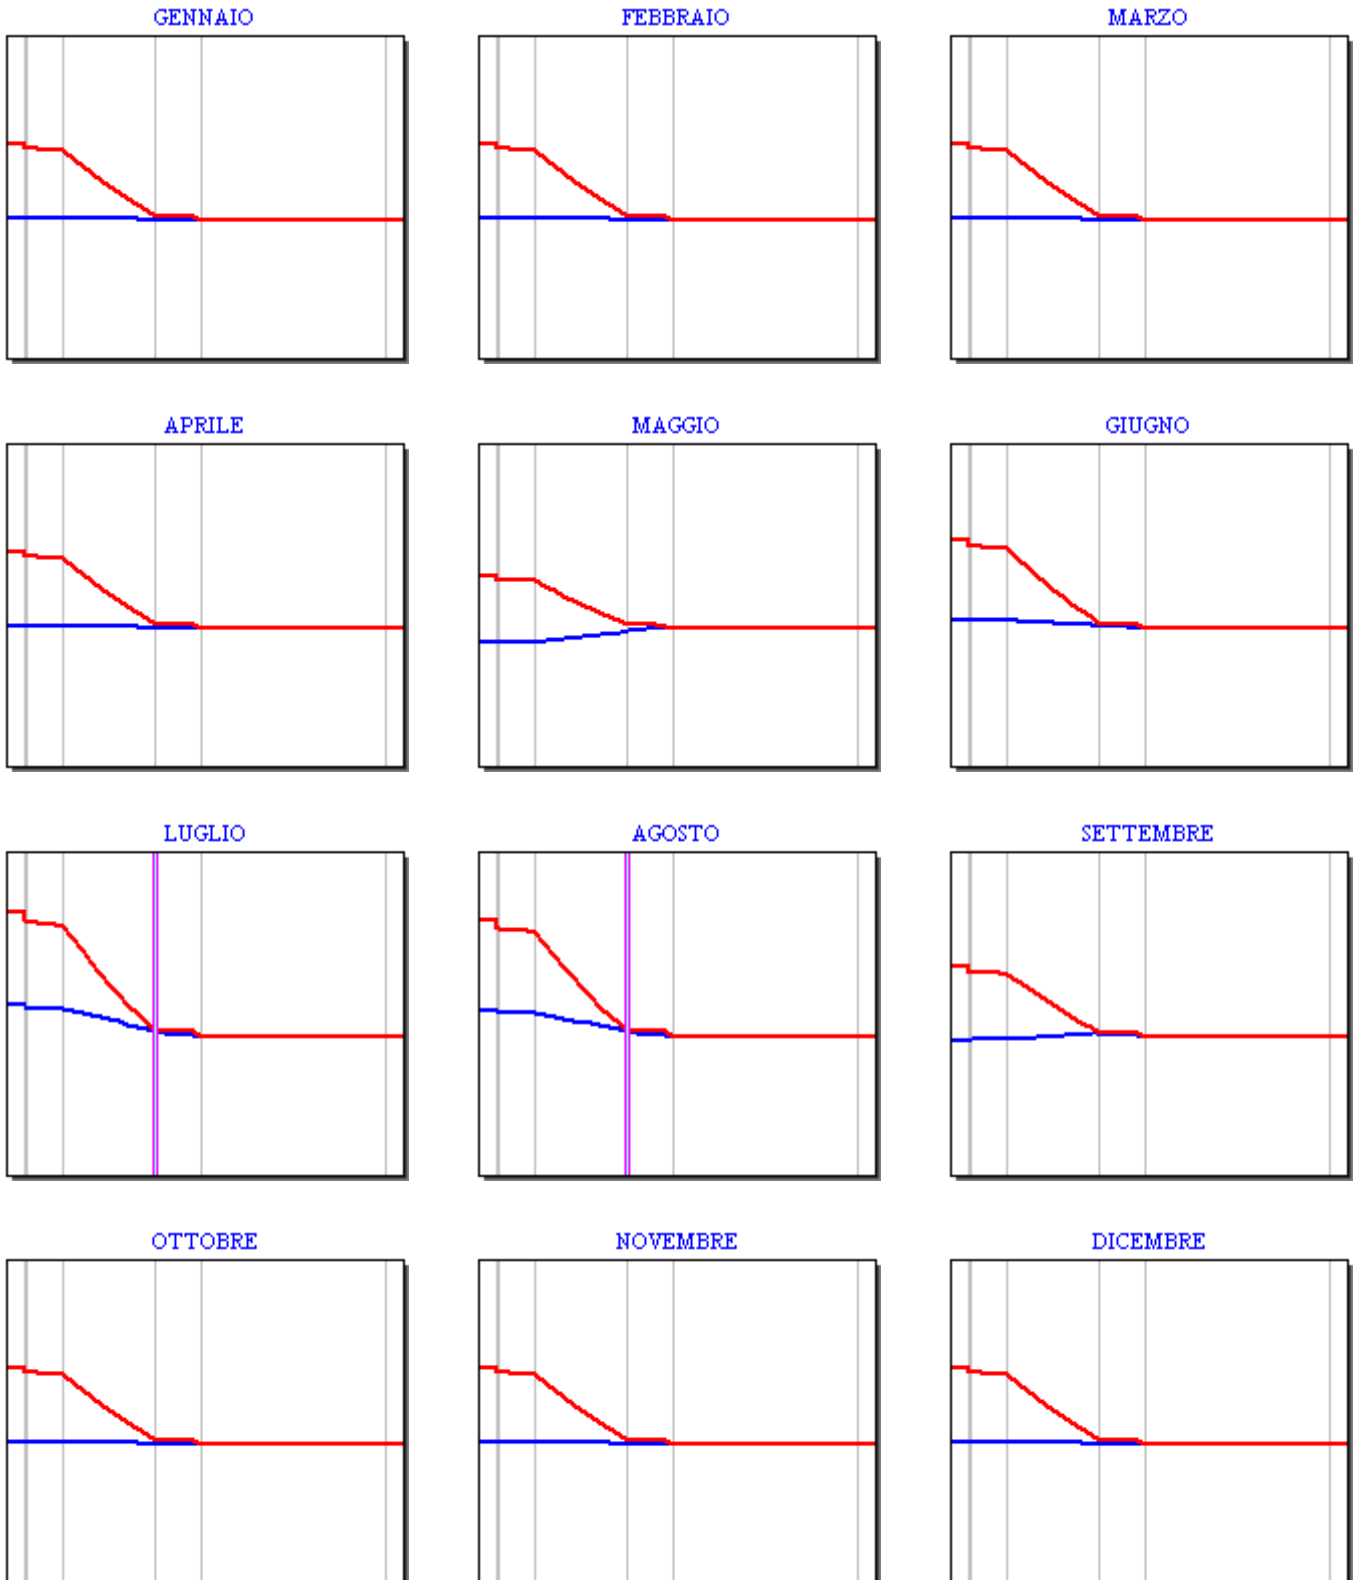 GENNAIO
FEBBRAIO
MARZO
APRILE
MAGGIO
GIUGNO
LUGLIO
AGOSTO
SETTEMBRE
OTTOBRE
NOVEMBRE
DICEMBRE